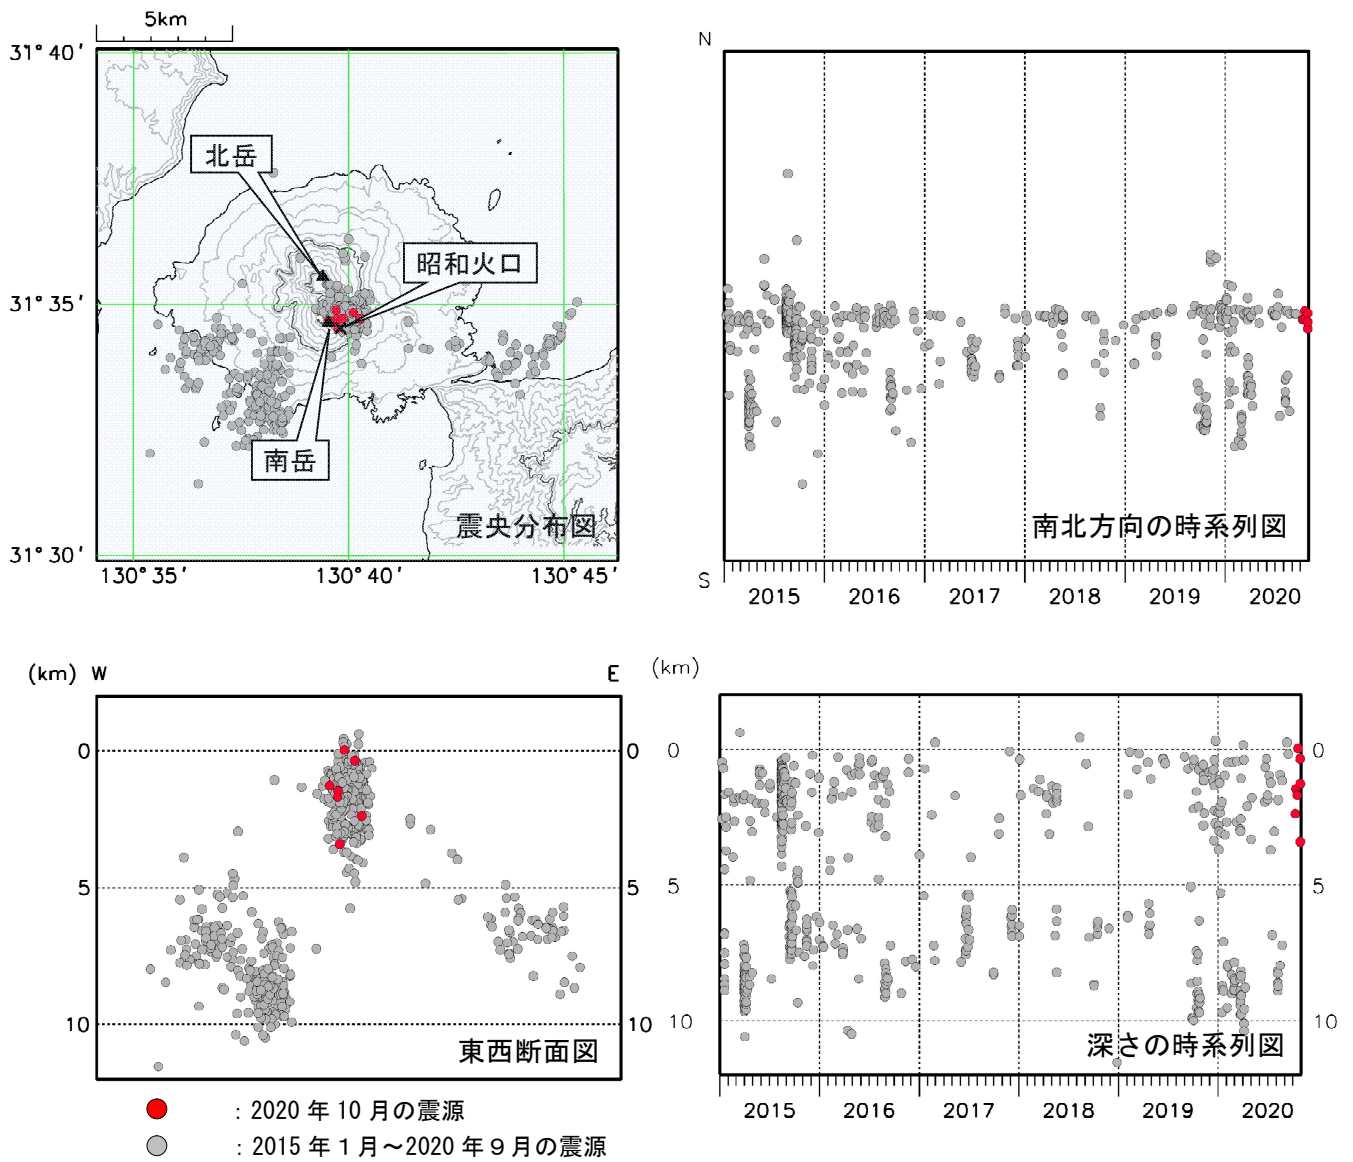 5km
31°40′
北岳
昭和火口
31°35′
南岳
震央分布図
31°30′
130°35′ 130°40′ 130°45′
N
南北方向の時系列図
S
2015 2016 2017 2018 2019 2020
(km) W E
0 0
5 5
10 10
東西断面図
(km)
0 0
5 5
10 10
深さの時系列図
2015 2016 2017 2018 2019 2020
：2020 年 10 月の震源
：2015 年 1 月～2020 年 9 月の震源